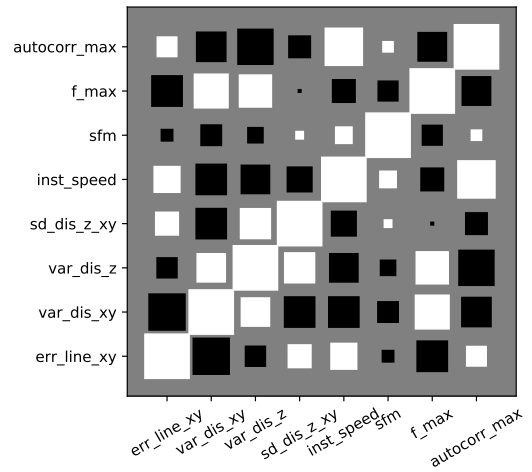 autocorr_max
f_max
sfm
inst_speed
sd_dis_z_xy
var_dis_z
var_dis_xy
err_line_xy
err_line_xy
var_dis_xy
var_dis_z
sd_dis_z_xy
inst_speed
sfm
f_max
autocorr_max